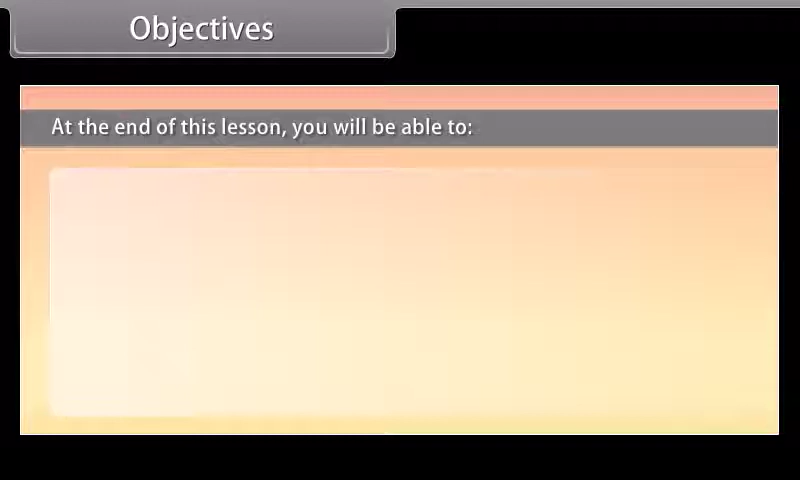 Objectives
At the end of this lesson, you will be able to: